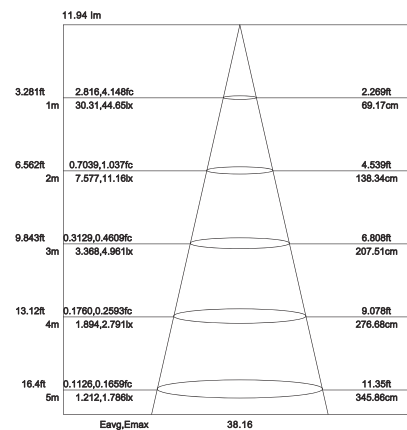 11.94 lm
3.281ft 2.816,4.148fc 2.269ft
1m 30.31,44.65lx 69.17cm
6.562ft 0.7039,1.037fc 4.539ft
2m 7.577,11.16lx 138.34cm
9.843ft 0.3129,0.4609fc 6.808ft
3m 3.368,4.961lx 207.51cm
13.12ft 0.1760,0.2593fc 9.078ft
4m 1.894,2.791lx 276.68cm
16.4ft 0.1126,0.1659fc 11.35ft
5m 1.212,1.786lx 345.86cm
Eavg,Emax 38.16